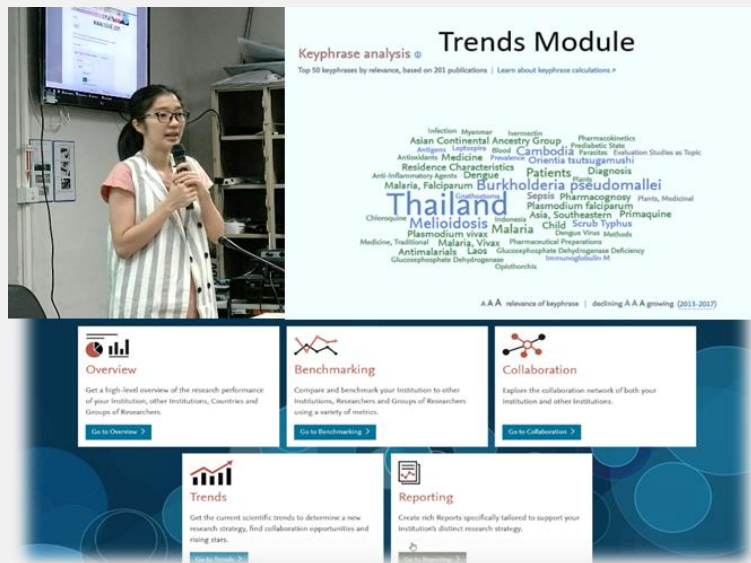 Trends Module
Keyphrase analysis
Top 50 keyphrases by relevance, based on 201 publications | Learn about keyphrase calculations
Infection Myanmar Ivermectin Pharmacokinetics
Asian Continental Ancestry Group Prediabetic State
Antigens Leptospira Blood Cambodia Parasites Evaluation Studies as Topic
Antioxidants Medicine Prevalence Orientia tsutsugamushi
Residence Characteristics Patients Diagnosis
Anti-Inflammatory Agents Dengue Plants
Malaria, Falciparum Burkholderia pseudomallei
Gnathostoma Sepsis Pharmacognosy Plants, Medicinal
Thailand Plasmodium falciparum
Chloroquine Melioidosis Indonesia Asia, Southeastern Primaquine
Malaria Child Scrub Typhus
Plasmodium vivax Dengue Virus Methods
Medicine, Traditional Malaria, Vivax Pharmaceutical Preparations
Antimalarials Laos Glucosephosphate Dehydrogenase Deficiency
Glucosephosphate Dehydrogenase Immunoglobulin M
Opisthorchis
A A A relevance of keyphrase | declining A A A growing (2013-2017)
Overview
Get a high-level overview of the research performance
of your Institution, other Institutions, Countries and
Groups of Researchers.
Go to Overview >
Benchmarking
Compare and benchmark your Institution to other
Institutions, Researchers and Groups of Researchers
using a variety of metrics.
Go to Benchmarking >
Collaboration
Explore the collaboration network of both your
Institution and other Institutions.
Go to Collaboration >
Trends
Get the current scientific trends to determine a new
research strategy, find collaboration opportunities and
rising stars.
Go to Trends >
Reporting
Create rich Reports specifically tailored to support your
Institution's distinct research strategy.
Go to Reporting >